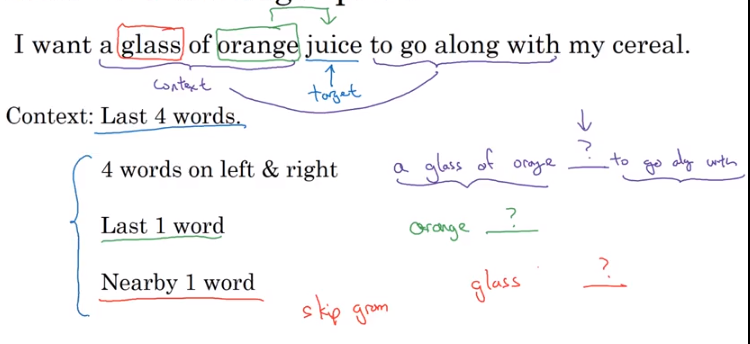 I want a glass of orange juice to go along with my cereal.
context
target
Context: Last 4 words.
4 words on left & right
a glass of orange ? to go alg with
Last 1 word
orange ?
Nearby 1 word
glass ?
skip gram